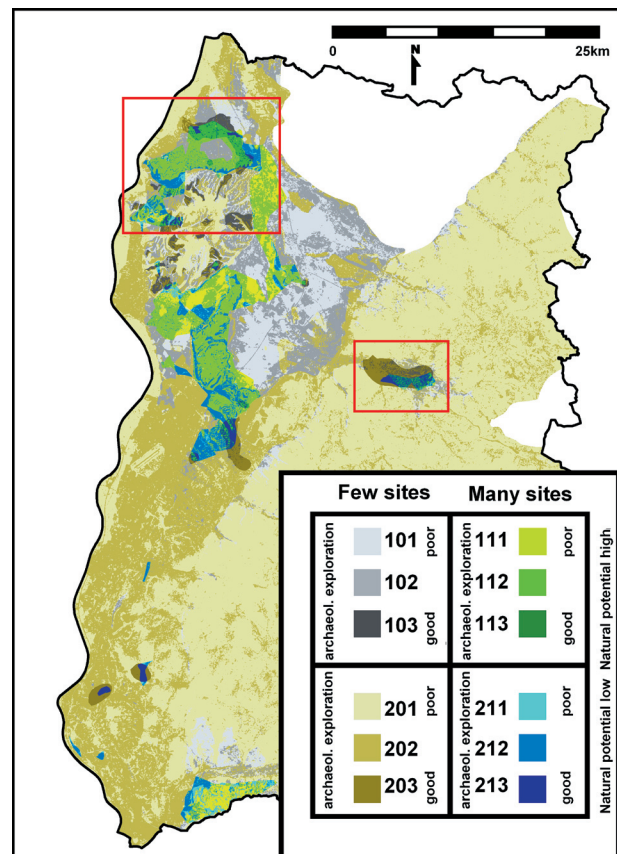 0 25km
N
Few sites Many sites
archaeol. exploration 101 poor
102
103 good
archaeol. exploration 111 poor
112
113 good
Natural potential high
archaeol. exploration 201 poor
202
203 good
archaeol. exploration 211 poor
212
213 good
Natural potential low